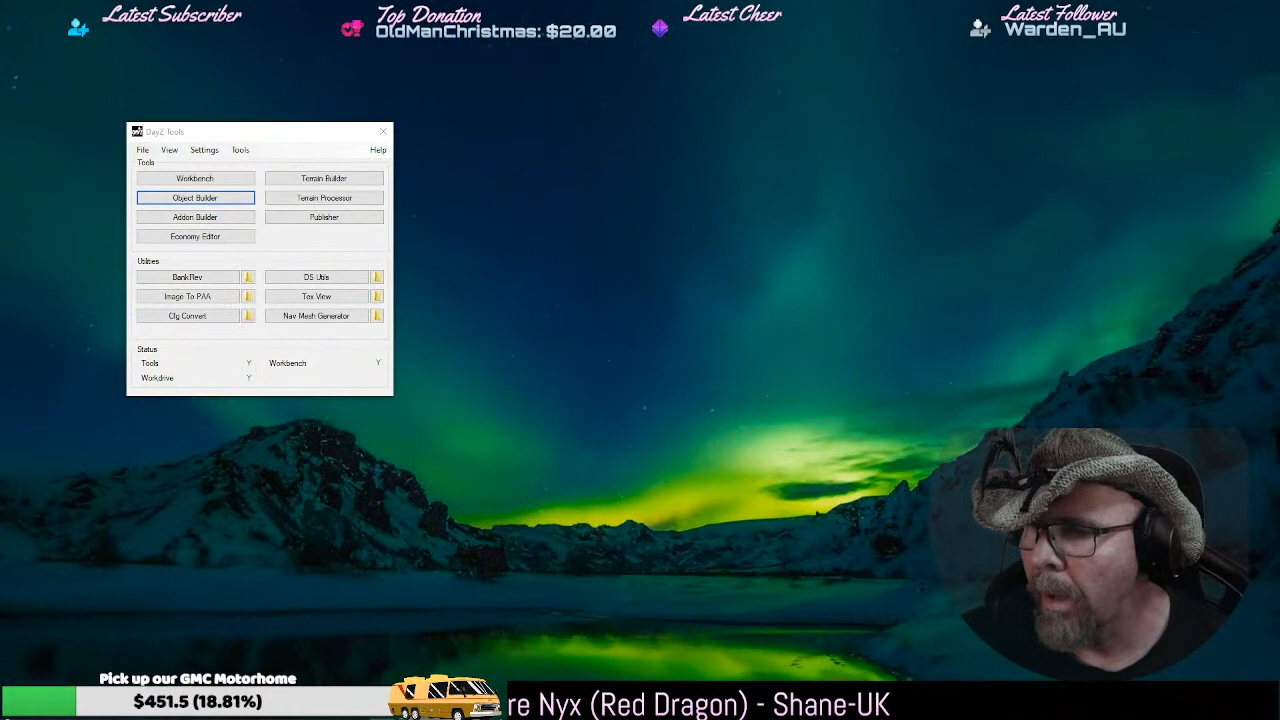 Latest Subscriber
Top Donation
OldManChristmas: $20.00
Latest Cheer
Latest Follower
Warden_AU
DayZ Tools
File View Settings Tools Help
Tools
Workbench Terrain Builder
Object Builder Terrain Processor
Addon Builder Publisher
Economy Editor
Utilities
BankRev DS Utils
Image To PAA Tex View
Cfg Convert Nav Mesh Generator
Status
Tools Y Workbench Y
Workdrive Y
Pick up our GMC Motorhome
$451.5 (18.81%)
re Nyx (Red Dragon) - Shane-UK